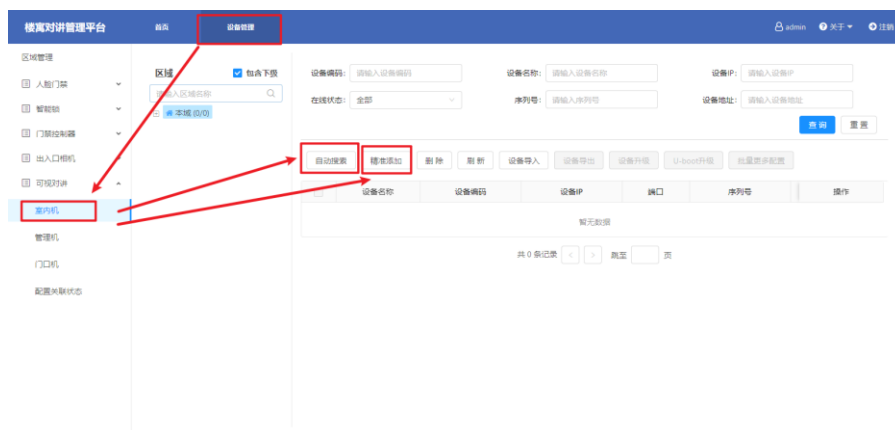 楼寓对讲管理平台 首页 设备管理 admin 关于 注销
区域管理
人脸门禁
智能锁
门禁控制器
出入口相机
可视对讲
室内机
管理机
门口机
配置关联状态
区域 包含下级
请输入区域名称
本域 (0/0)
设备编码: 请输入设备编码 设备名称: 请输入设备名称 设备IP: 请输入设备IP
在线状态: 全部 序列号: 请输入序列号 设备地址: 请输入设备地址
查询 重置
自动搜索 精准添加 删除 刷新 设备导入 设备导出 设备升级 U-boot升级 批量更多配置
设备名称 设备编码 设备IP 端口 序列号 操作
暂无数据
共 0 条记录 < > 跳至 页